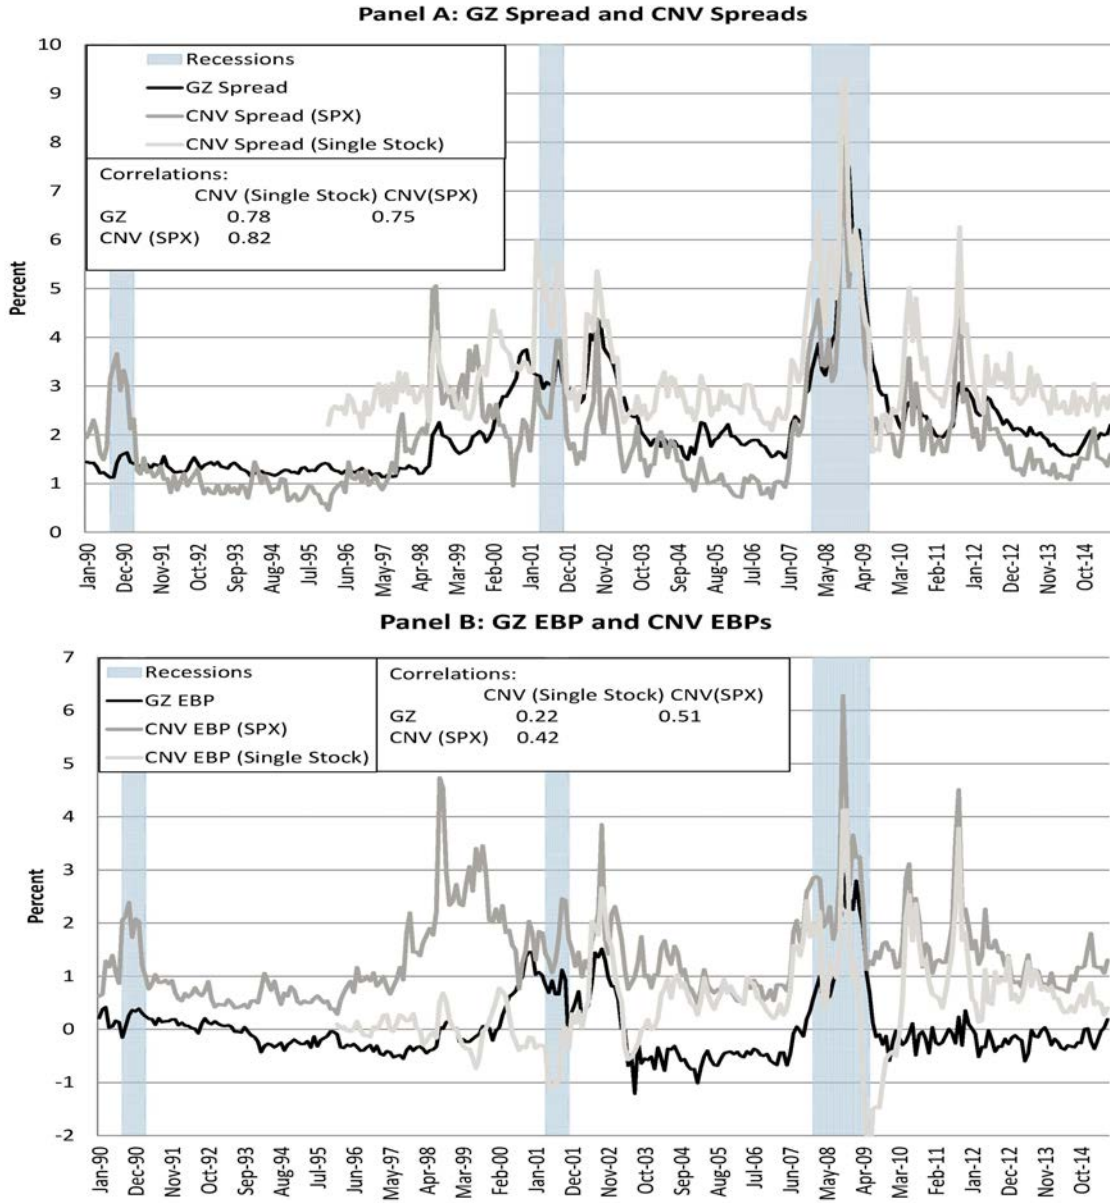 Panel A: GZ Spread and CNV Spreads
10
9
8
7
6
5
4
3
2
1
0
Percent
Recessions
GZ Spread
CNV Spread (SPX)
CNV Spread (Single Stock)
Correlations:
CNV (Single Stock) CNV(SPX)
GZ 0.78 0.75
CNV (SPX) 0.82
Jan-90 Dec-90 Nov-91 Oct-92 Sep-93 Aug-94 Jul-95 Jun-96 May-97 Apr-98 Mar-99 Feb-00 Jan-01 Dec-01 Nov-02 Oct-03 Sep-04 Aug-05 Jul-06 Jun-07 May-08 Apr-09 Mar-10 Feb-11 Jan-12 Dec-12 Nov-13 Oct-14
Panel B: GZ EBP and CNV EBPs
7
6
5
4
3
2
1
0
-1
-2
Percent
Recessions
GZ EBP
CNV EBP (SPX)
CNV EBP (Single Stock)
Correlations:
CNV (Single Stock) CNV(SPX)
GZ 0.22 0.51
CNV (SPX) 0.42
Jan-90 Dec-90 Nov-91 Oct-92 Sep-93 Aug-94 Jul-95 Jun-96 May-97 Apr-98 Mar-99 Feb-00 Jan-01 Dec-01 Nov-02 Oct-03 Sep-04 Aug-05 Jul-06 Jun-07 May-08 Apr-09 Mar-10 Feb-11 Jan-12 Dec-12 Nov-13 Oct-14